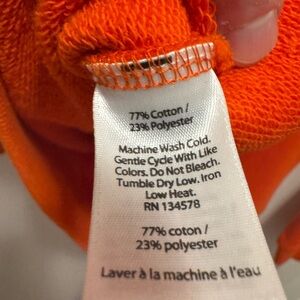 77% Cotton /
23% Polyester
Machine Wash Cold.
Gentle Cycle With Like
Colors. Do Not Bleach.
Tumble Dry Low. Iron
Low Heat.
RN 134578
77% coton /
23% polyester
Laver à la machine à l'eau